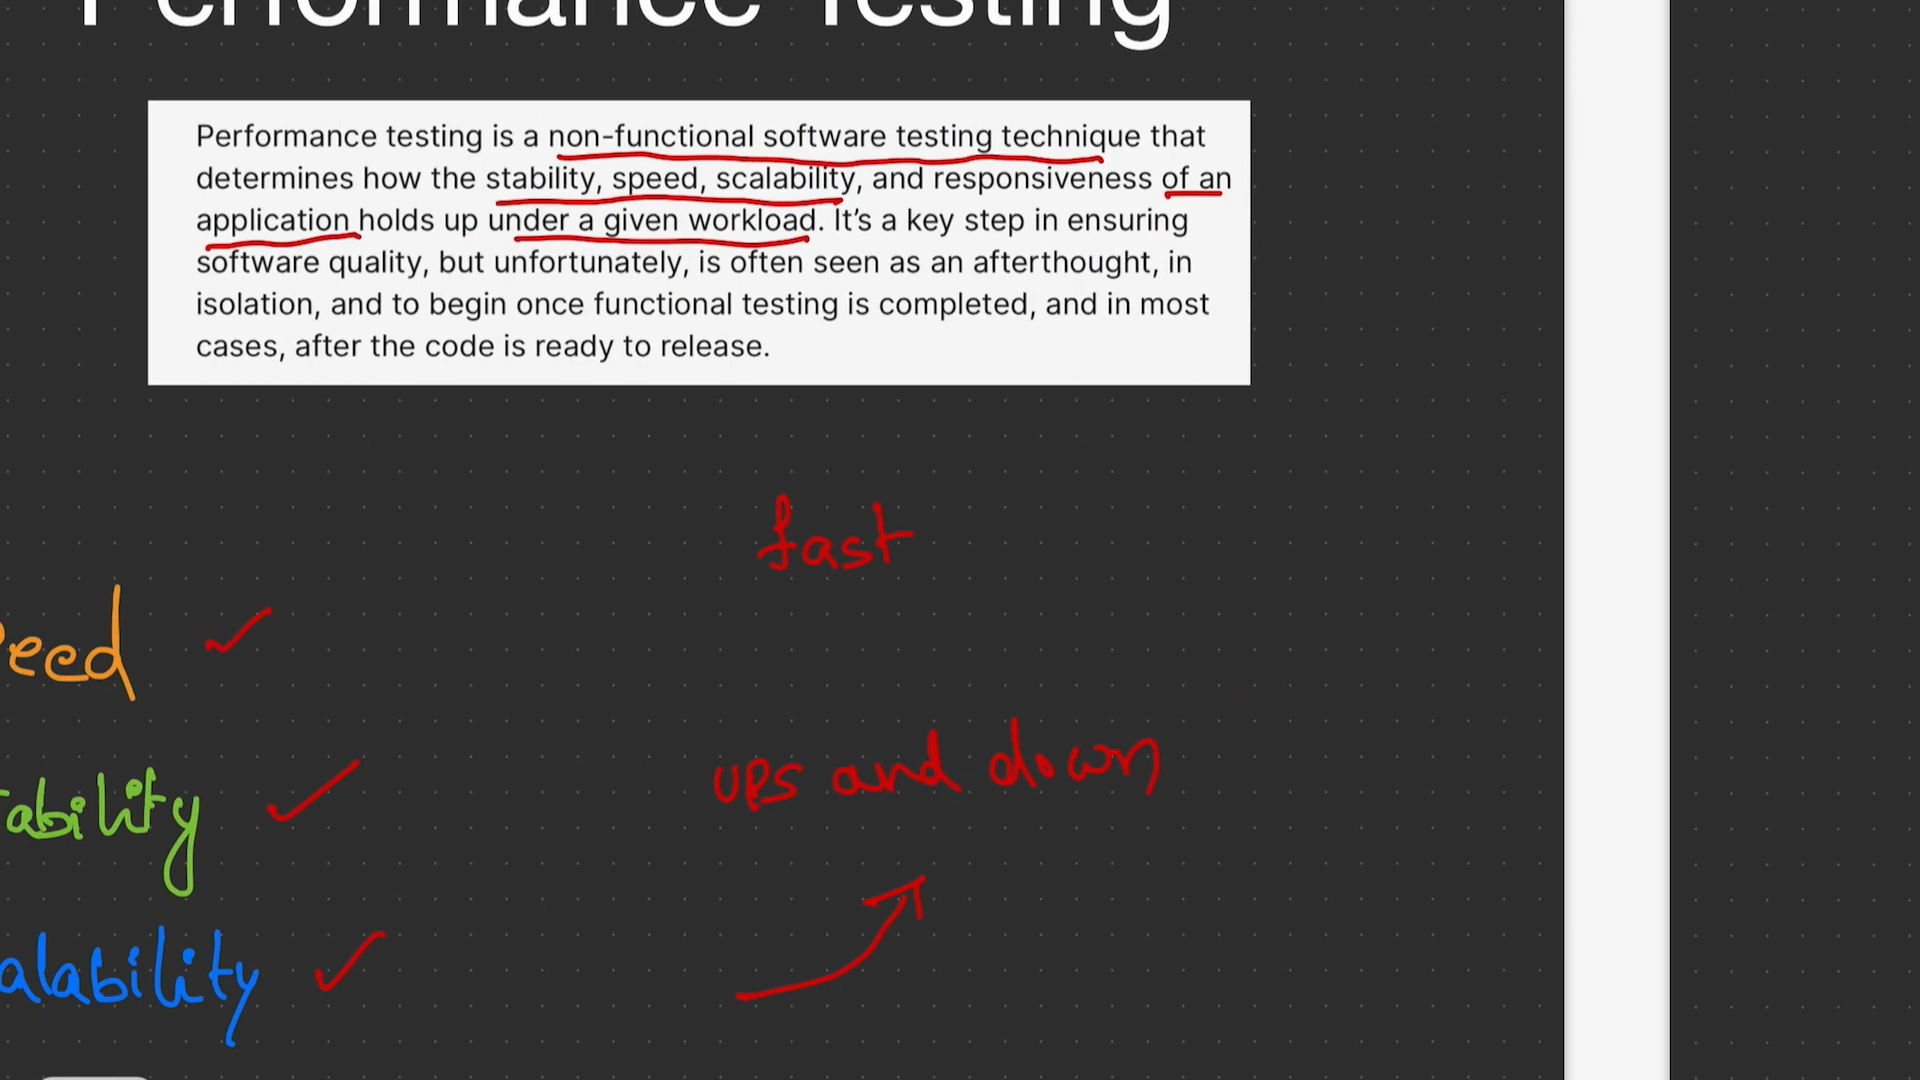 Performance Testing
Performance testing is a non-functional software testing technique that
determines how the stability, speed, scalability, and responsiveness of an
application holds up under a given workload. It’s a key step in ensuring
software quality, but unfortunately, is often seen as an afterthought, in
isolation, and to begin once functional testing is completed, and in most
cases, after the code is ready to release.
fast
eed
ups and down
ability
alability